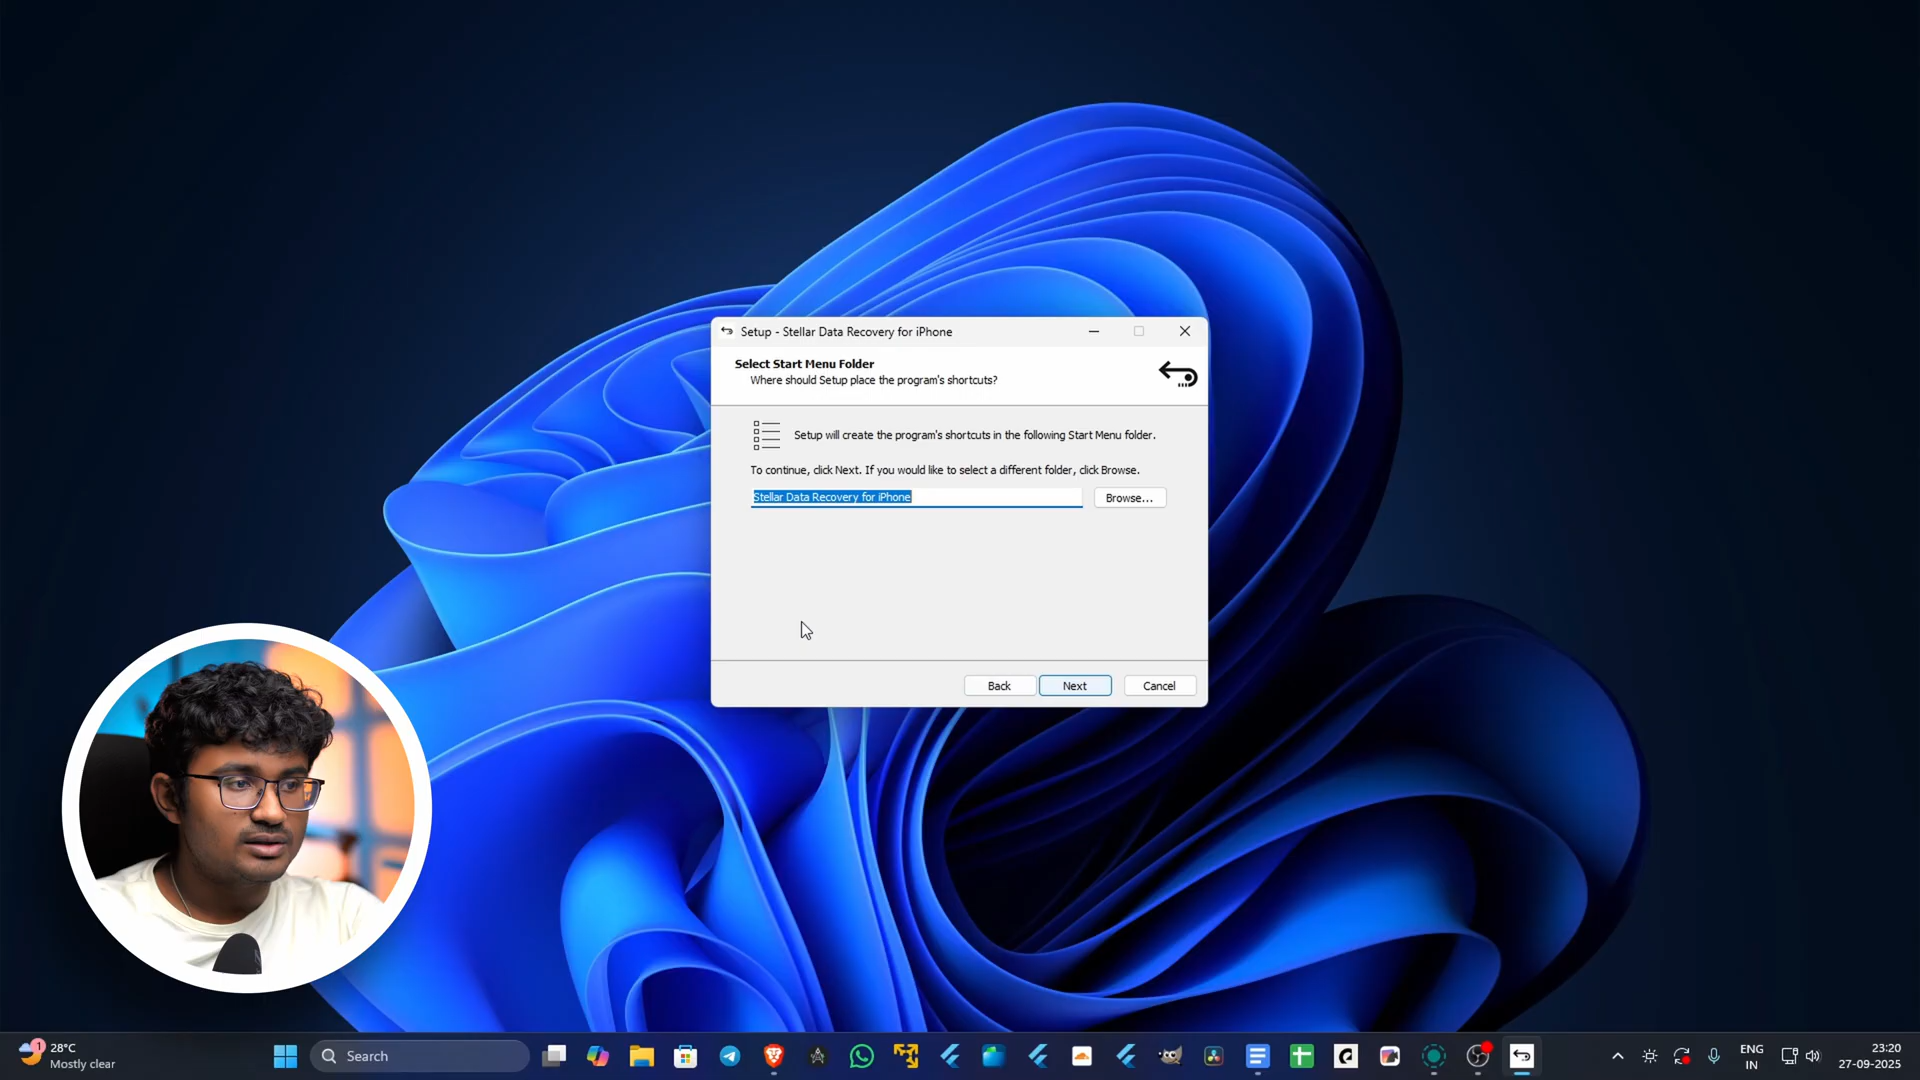 Setup - Stellar Data Recovery for iPhone
Select Start Menu Folder
Where should Setup place the program's shortcuts?
Setup will create the program's shortcuts in the following Start Menu folder.
To continue, click Next. If you would like to select a different folder, click Browse.
Stellar Data Recovery for iPhone
Browse...
Back
Next
Cancel
1
28°C
Mostly clear
Search
ENG
IN
23:20
27-09-2025